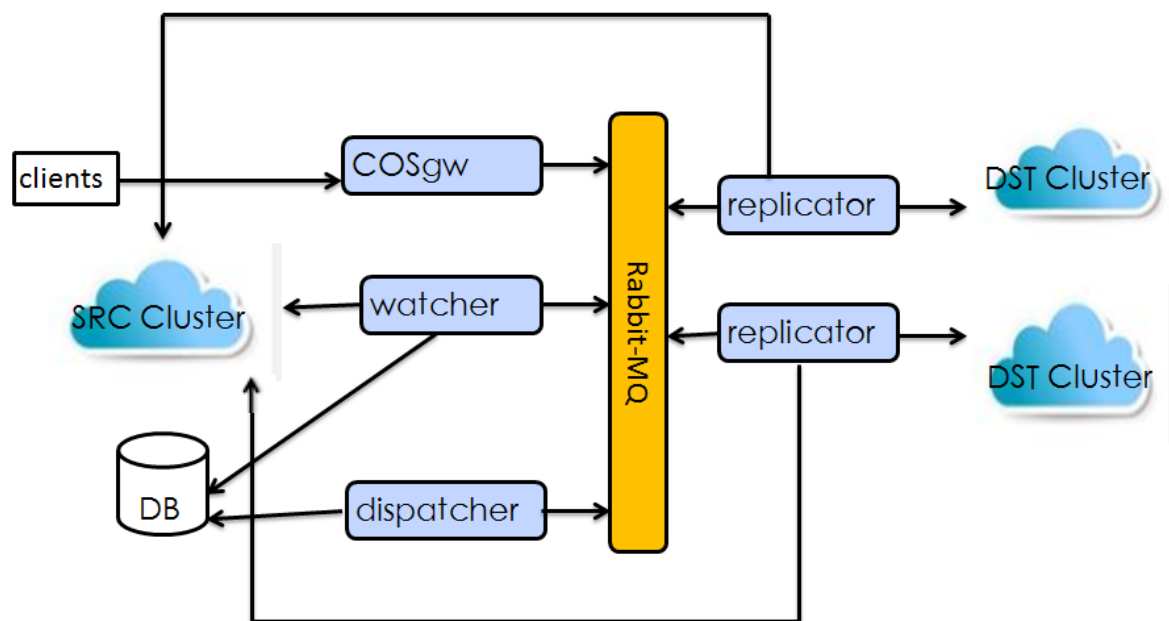 clients
COSgw
replicator
DST Cluster
SRC Cluster
watcher
Rabbit-MQ
replicator
DST Cluster
DB
dispatcher